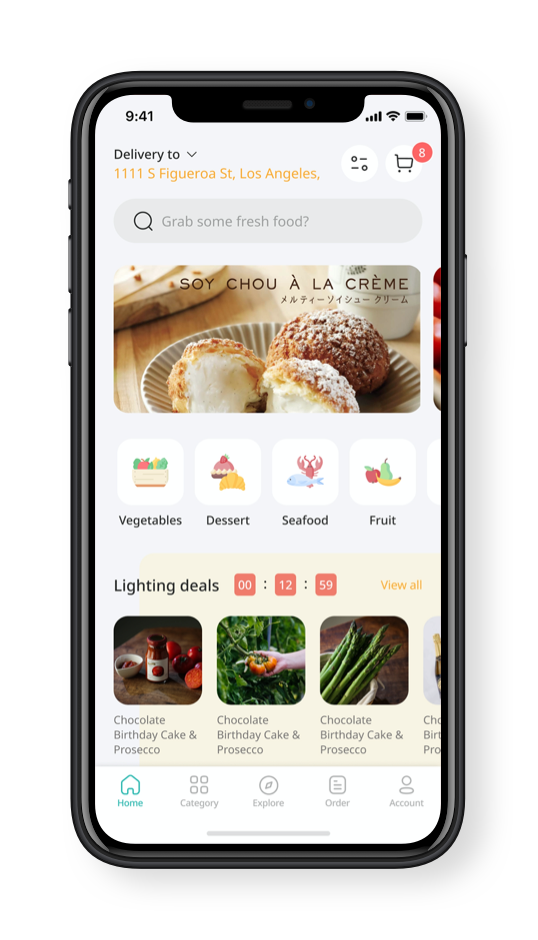 9:41
Delivery to
1111 S Figueroa St, Los Angeles,
8
Grab some fresh food?
SOY CHOU À LA CRÈME
メルティーソイシュー クリーム
Vegetables
Dessert
Seafood
Fruit
Lighting deals
00 : 12 : 59
View all
Chocolate
Birthday Cake &
Prosecco
Chocolate
Birthday Cake &
Prosecco
Chocolate
Birthday Cake &
Prosecco
Cho
Birt
Pro
Home
Category
Explore
Order
Account